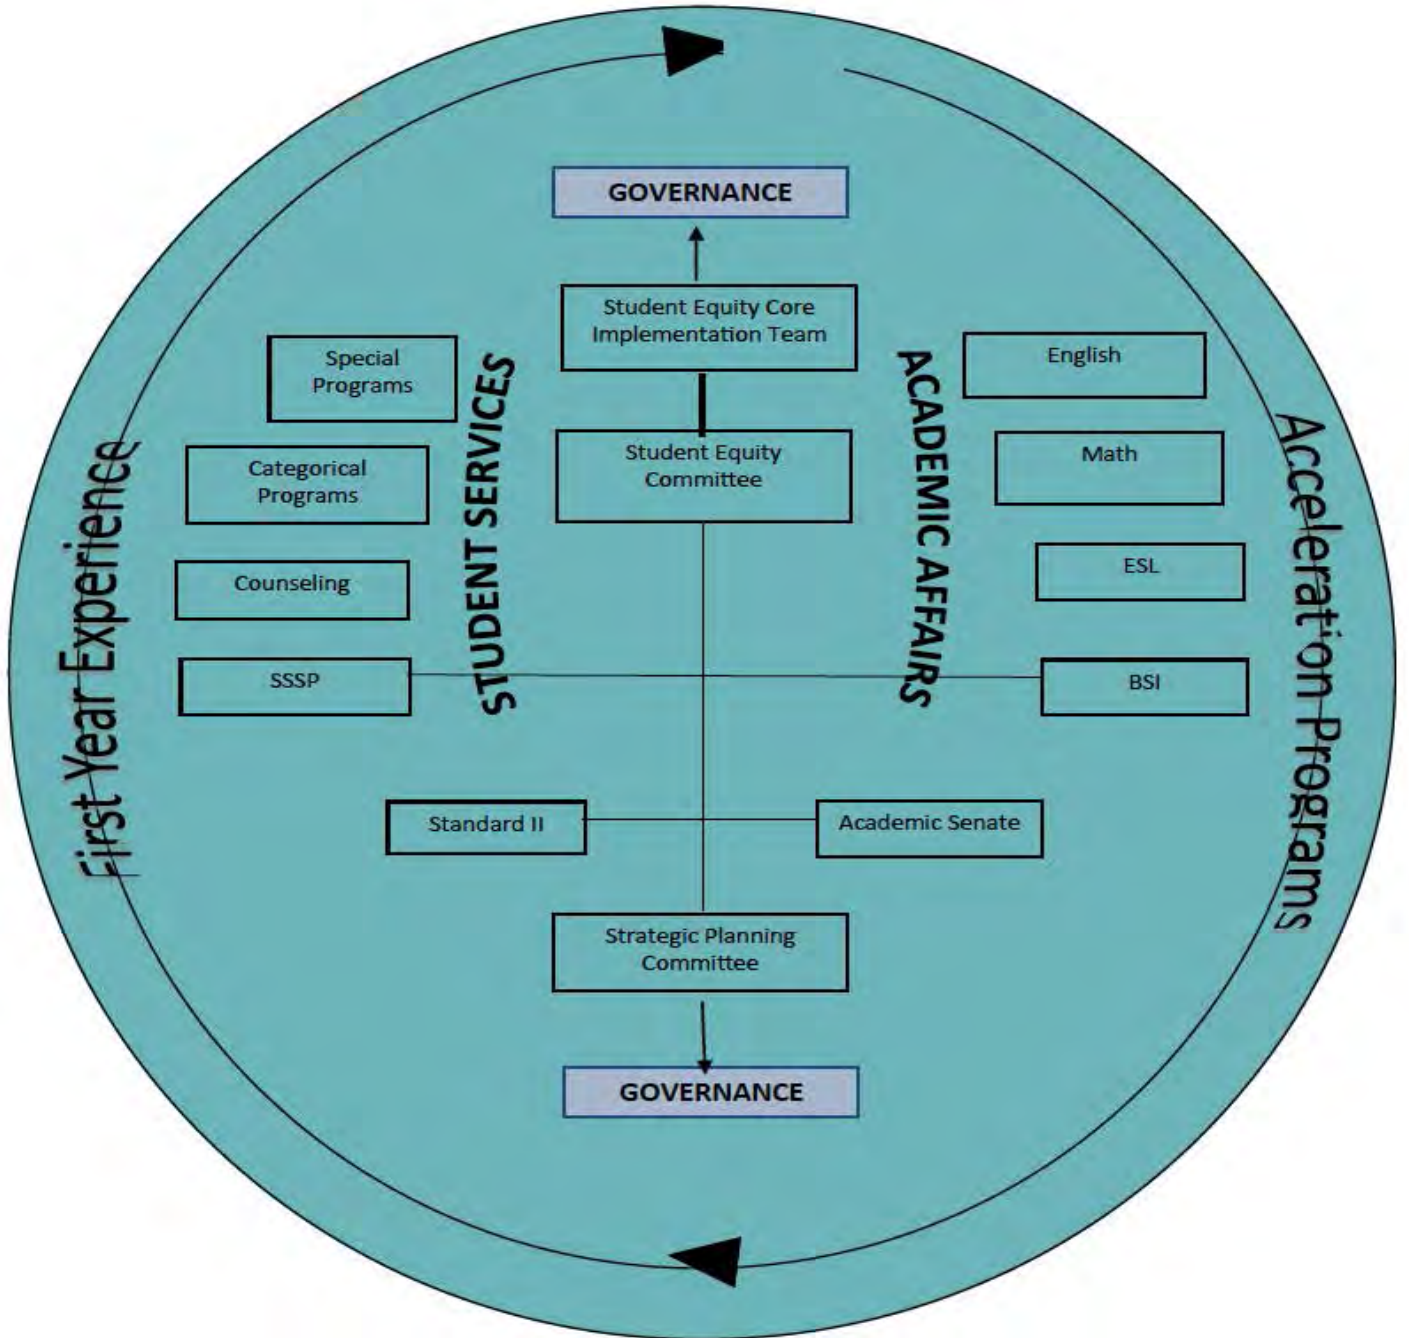 GOVERNANCE
Student Equity Core
Implementation Team
Student Equity
Committee
STUDENT SERVICES
Special
Programs
Categorical
Programs
Counseling
SSSP
ACADEMIC AFFAIRS
English
Math
ESL
BSI
First Year Experience
Acceleration Programs
Standard II
Academic Senate
Strategic Planning
Committee
GOVERNANCE